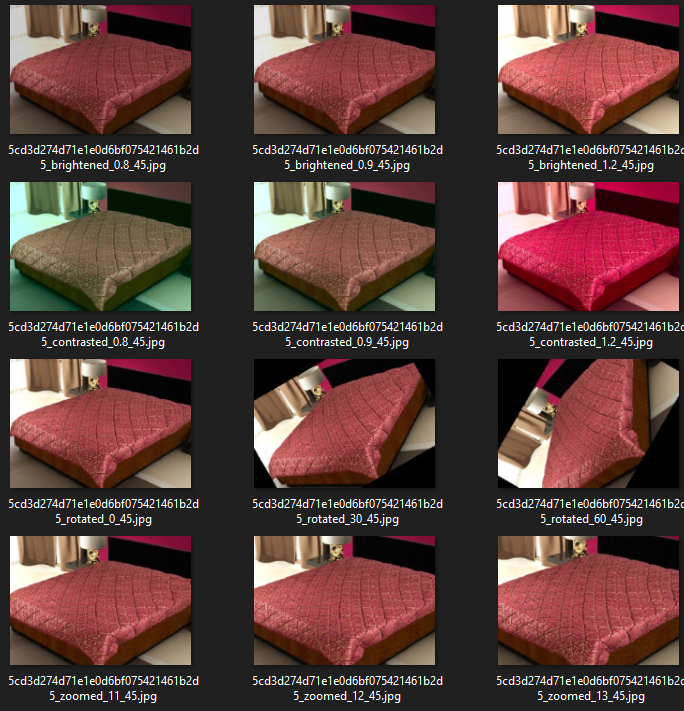 5cd3d274d71e1e0d6bf075421461b2d
5_brightened_0.8_45.jpg
5cd3d274d71e1e0d6bf075421461b2d
5_brightened_0.9_45.jpg
5cd3d274d71e1e0d6bf075421461b2d
5_brightened_1.2_45.jpg
5cd3d274d71e1e0d6bf075421461b2d
5_contrasted_0.8_45.jpg
5cd3d274d71e1e0d6bf075421461b2d
5_contrasted_0.9_45.jpg
5cd3d274d71e1e0d6bf075421461b2d
5_contrasted_1.2_45.jpg
5cd3d274d71e1e0d6bf075421461b2d
5_rotated_0_45.jpg
5cd3d274d71e1e0d6bf075421461b2d
5_rotated_30_45.jpg
5cd3d274d71e1e0d6bf075421461b2d
5_rotated_60_45.jpg
5cd3d274d71e1e0d6bf075421461b2d
5_zoomed_11_45.jpg
5cd3d274d71e1e0d6bf075421461b2d
5_zoomed_12_45.jpg
5cd3d274d71e1e0d6bf075421461b2d
5_zoomed_13_45.jpg